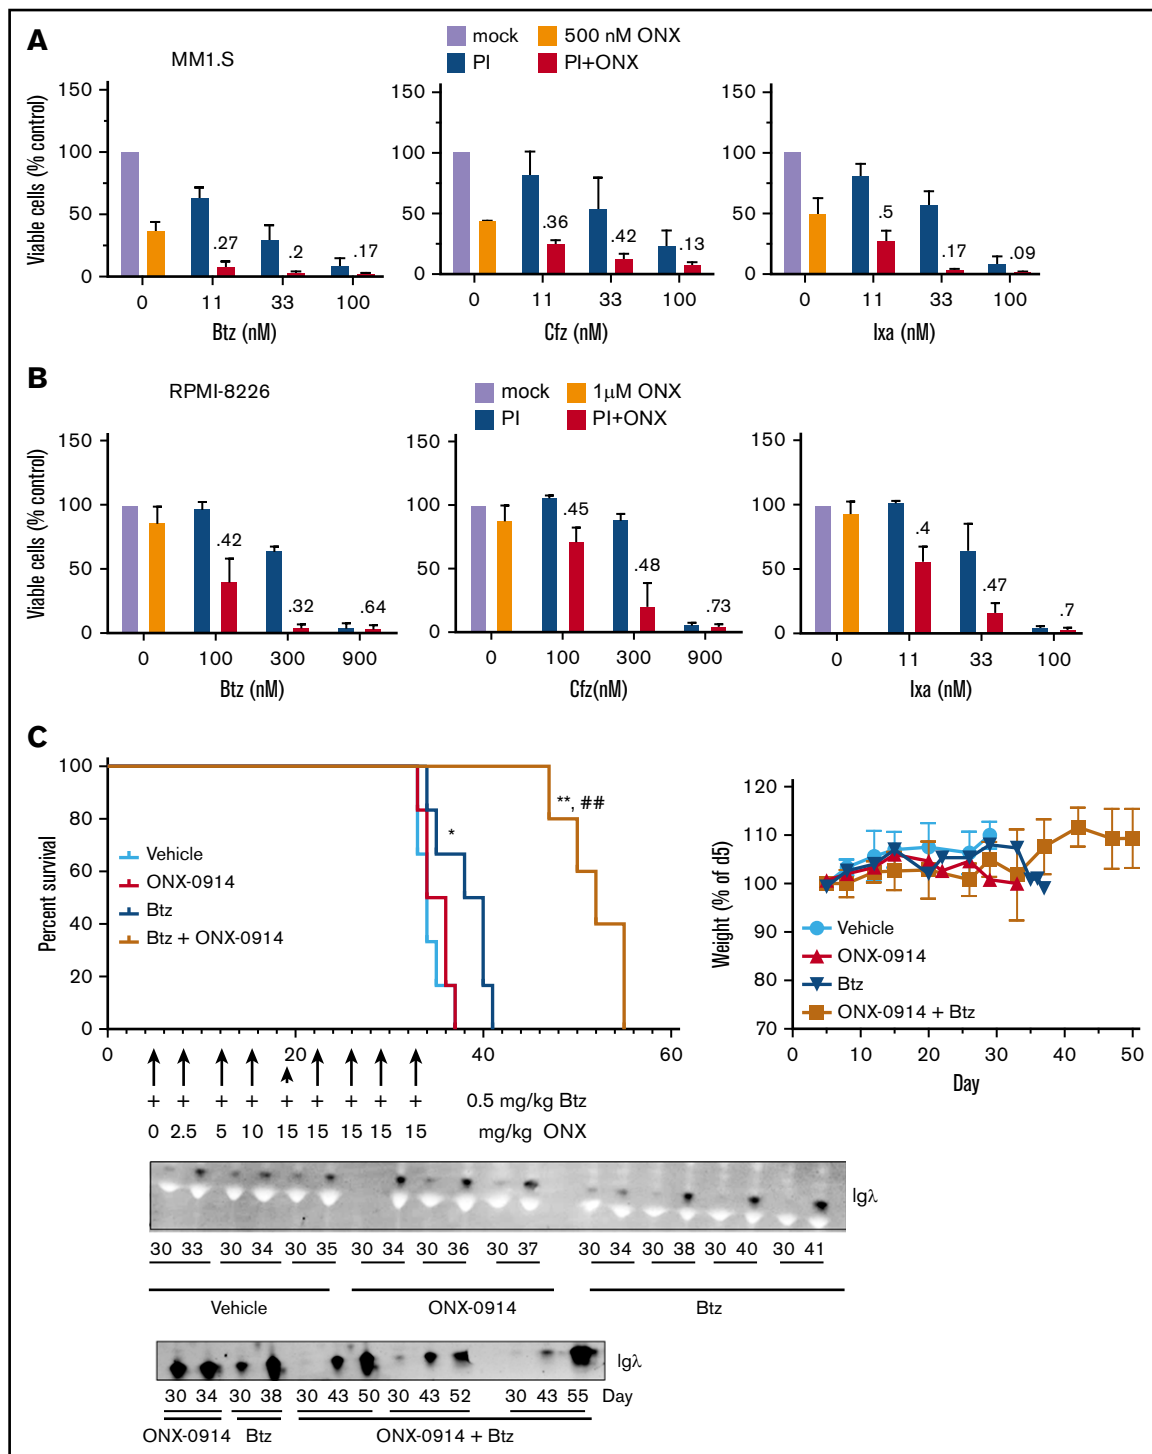 A
MM1.S
mock
500 nM ONX
PI
PI+ONX
Viable cells (% control)
150
100
50
0
.27
.2
.17
0 11 33 100
Btz (nM)
150
100
50
0
.36
.42
.13
0 11 33 100
Cfz (nM)
150
100
50
0
.5
.17
.09
0 11 33 100
Ixa (nM)
B
RPMI-8226
mock
1µM ONX
PI
PI+ONX
Viable cells (% control)
150
100
50
0
.42
.32
.64
0 100 300 900
Btz (nM)
150
100
50
0
.45
.48
.73
0 100 300 900
Cfz(nM)
150
100
50
0
.4
.47
.7
0 11 33 100
Ixa (nM)
C
Percent survival
100
80
60
40
20
0
Vehicle
ONX-0914
Btz
Btz + ONX-0914
*
**, ##
0 20 40 60
+ + + + + + + + + 0.5 mg/kg Btz
0 2.5 5 10 15 15 15 15 15 mg/kg ONX
Weight (% of d5)
120
110
100
90
80
70
Vehicle
ONX-0914
Btz
ONX-0914 + Btz
0 10 20 30 40 50
Day
Igλ
30 33 30 34 30 35 30 34 30 36 30 37 30 34 30 38 30 40 30 41
Vehicle ONX-0914 Btz
Igλ
30 34 30 38 30 43 50 30 43 52 30 43 55 Day
ONX-0914 Btz ONX-0914 + Btz